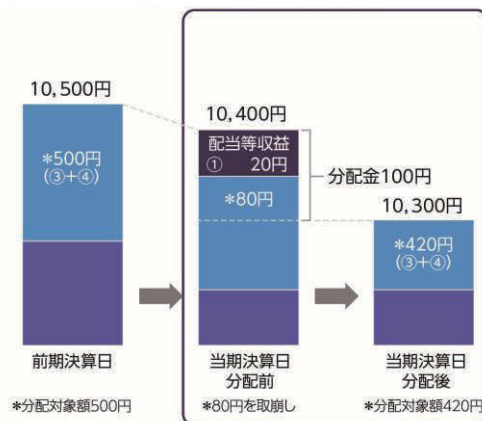 10,500円
*500円
(③+④)
前期決算日
*分配対象額500円
10,400円
配当等収益
① 20円
*80円
分配金100円
当期決算日
分配前
*80円を取崩し
10,300円
*420円
(③+④)
当期決算日
分配後
*分配対象額420円